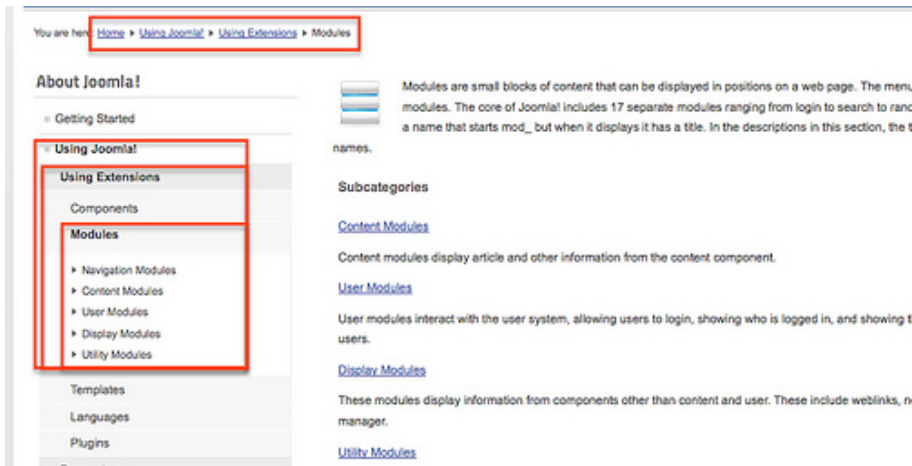 You are here: Home Using Joomla! Using Extensions Modules
About Joomla!
Getting Started
Using Joomla!
Using Extensions
Components
Modules
Navigation Modules
Content Modules
User Modules
Display Modules
Utility Modules
Templates
Languages
Plugins
Modules are small blocks of content that can be displayed in positions on a web page. The menu
modules. The core of Joomla! includes 17 separate modules ranging from login to search to
a name that starts mod_ but when it displays it has a title. In the descriptions in this section, the
names.
Subcategories
Content Modules
Content modules display article and other information from the content component.
User Modules
User modules interact with the user system, allowing users to login, showing who is logged in, and showing
users.
Display Modules
These modules display information from components other than content and user. These include weblinks,
manager.
Utility Modules